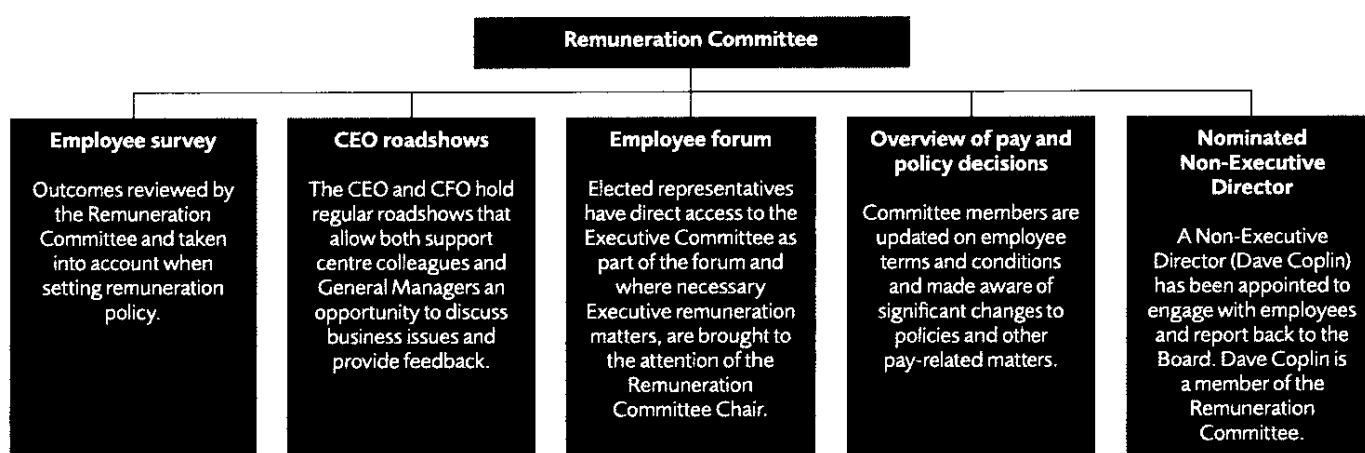 Remuneration Committee
Employee survey
Outcomes reviewed by
the Remuneration
Committee and taken
into account when
setting remuneration
policy.
CEO roadshows
The CEO and CFO hold
regular roadshows that
allow both support
centre colleagues and
General Managers an
opportunity to discuss
business issues and
provide feedback.
Employee forum
Elected representatives
have direct access to the
Executive Committee as
part of the forum and
where necessary
Executive remuneration
matters, are brought to
the attention of the
Remuneration
Committee Chair.
Overview of pay and
policy decisions
Committee members are
updated on employee
terms and conditions
and made aware of
significant changes to
policies and other
pay-related matters.
Nominated
Non-Executive
Director
A Non-Executive
Director (Dave Coplin)
has been appointed to
engage with employees
and report back to the
Board. Dave Coplin is
a member of the
Remuneration
Committee.